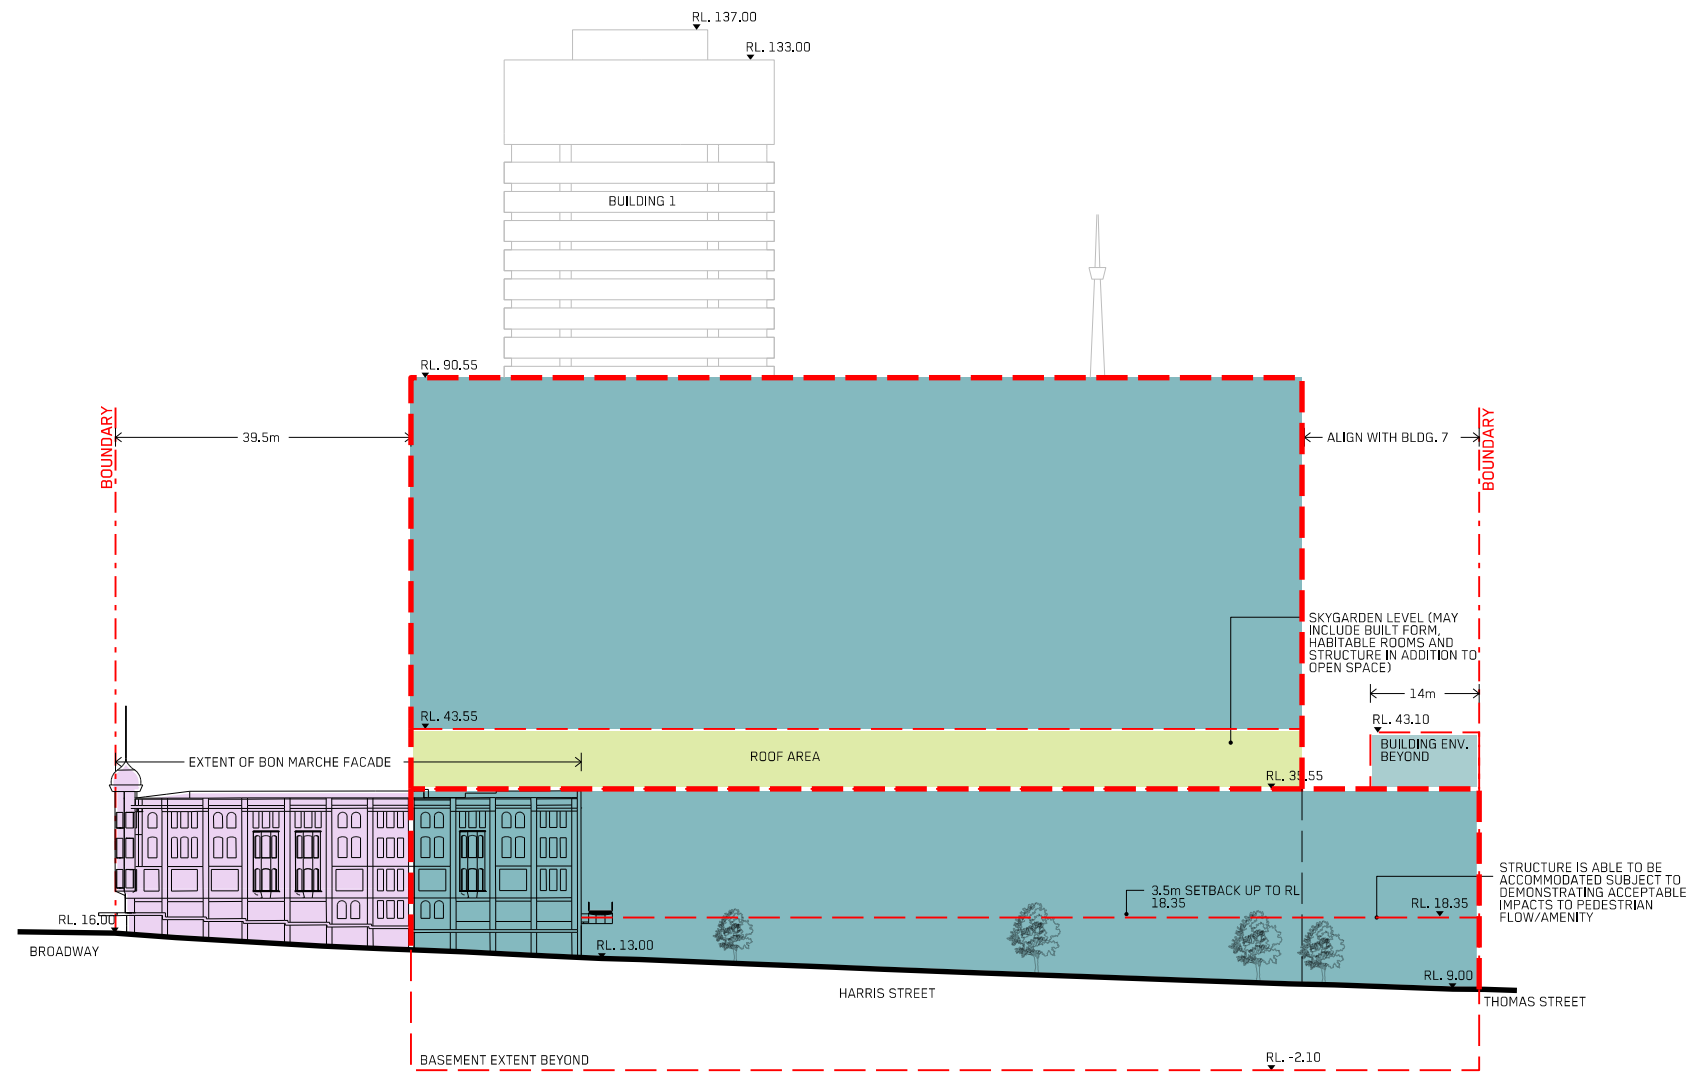 RL. 137.00
RL. 133.00
BUILDING 1
RL. 90.55
BOUNDARY
39.5m
ALIGN WITH BLDG. 7
BOUNDARY
SKYGARDEN LEVEL (MAY
INCLUDE BUILT FORM,
HABITABLE ROOMS AND
STRUCTURE IN ADDITION TO
OPEN SPACE)
14m
RL. 43.55
RL. 43.10
BUILDING ENV.
BEYOND
ROOF AREA
EXTENT OF BON MARCHE FACADE
RL. 35.55
STRUCTURE IS ABLE TO BE
ACCOMMODATED SUBJECT TO
DEMONSTRATING ACCEPTABLE
IMPACTS TO PEDESTRIAN
FLOW/AMENITY
3.5m SETBACK UP TO RL
18.35
RL. 18.35
RL. 16.00
BROADWAY
RL. 13.00
RL. 9.00
HARRIS STREET
THOMAS STREET
BASEMENT EXTENT BEYOND
RL. -2.10